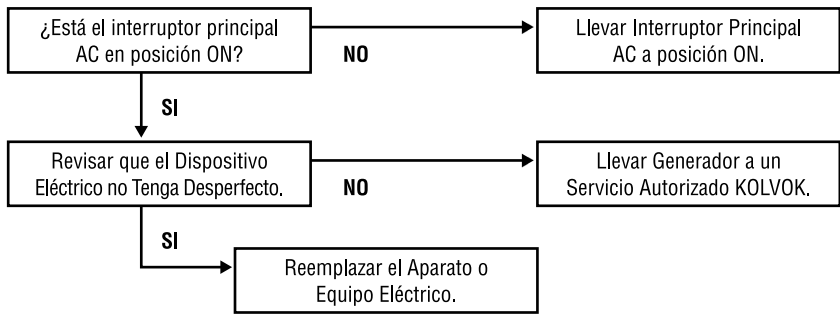 ¿Está el interruptor principal
AC en posición ON?
NO
Llevar Interruptor Principal
AC a posición ON.
SI
Revisar que el Dispositivo
Eléctrico no Tenga Desperfecto.
NO
Llevar Generador a un
Servicio Autorizado KOLVOK.
SI
Reemplazar el Aparato o
Equipo Eléctrico.